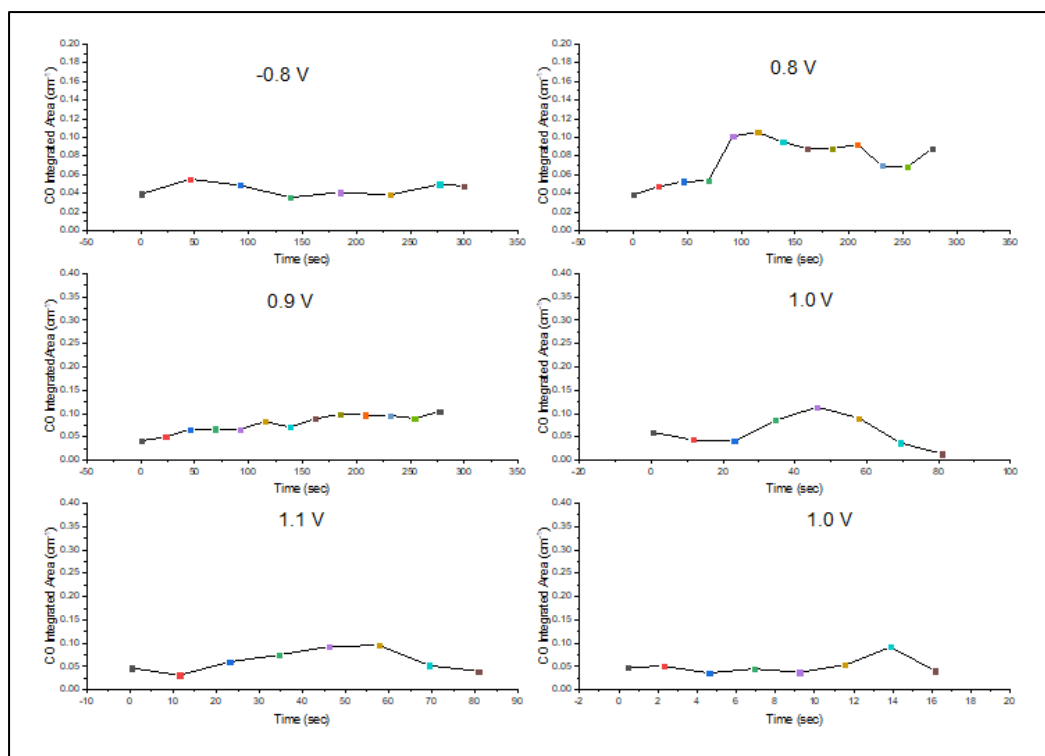 -0.8 V
CO Integrated Area (cm⁻¹)
0.20
0.18
0.16
0.14
0.12
0.10
0.08
0.06
0.04
0.02
0.00
-50 0 50 100 150 200 250 300 350
Time (sec)
0.8 V
CO Integrated Area (cm⁻¹)
0.20
0.18
0.16
0.14
0.12
0.10
0.08
0.06
0.04
0.02
0.00
-50 0 50 100 150 200 250 300 350
Time (sec)
0.9 V
CO Integrated Area (cm⁻¹)
0.40
0.35
0.30
0.25
0.20
0.15
0.10
0.05
0.00
-50 0 50 100 150 200 250 300 350
Time (sec)
1.0 V
CO Integrated Area (cm⁻¹)
0.40
0.35
0.30
0.25
0.20
0.15
0.10
0.05
0.00
-20 0 20 40 60 80 100
Time (sec)
1.1 V
CO Integrated Area (cm⁻¹)
0.40
0.35
0.30
0.25
0.20
0.15
0.10
0.05
0.00
-10 0 10 20 30 40 50 60 70 80 90
Time (sec)
1.0 V
CO Integrated Area (cm⁻¹)
0.40
0.35
0.30
0.25
0.20
0.15
0.10
0.05
0.00
-2 0 2 4 6 8 10 12 14 16 18 20
Time (sec)